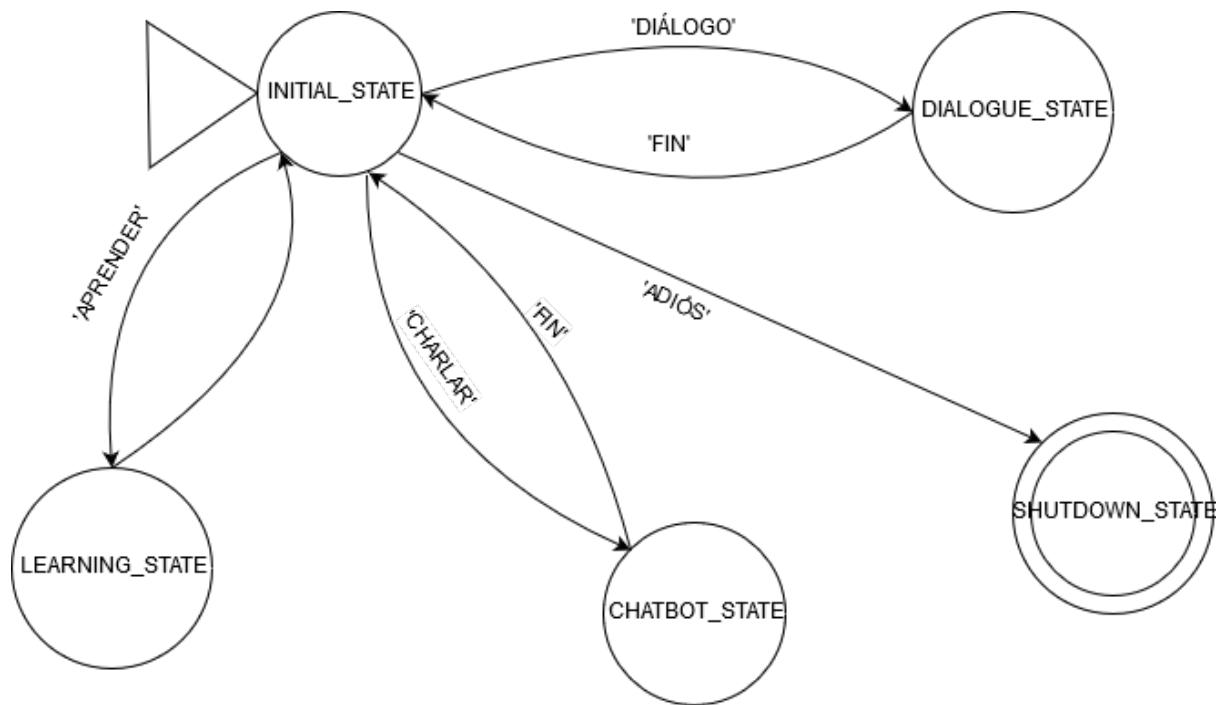 'DIÁLOGO'
INITIAL_STATE
DIALOGUE_STATE
'FIN'
'APRENDER'
'ADIÓS'
'CHARLAR'
'FIN'
SHUTDOWN_STATE
LEARNING_STATE
CHATBOT_STATE